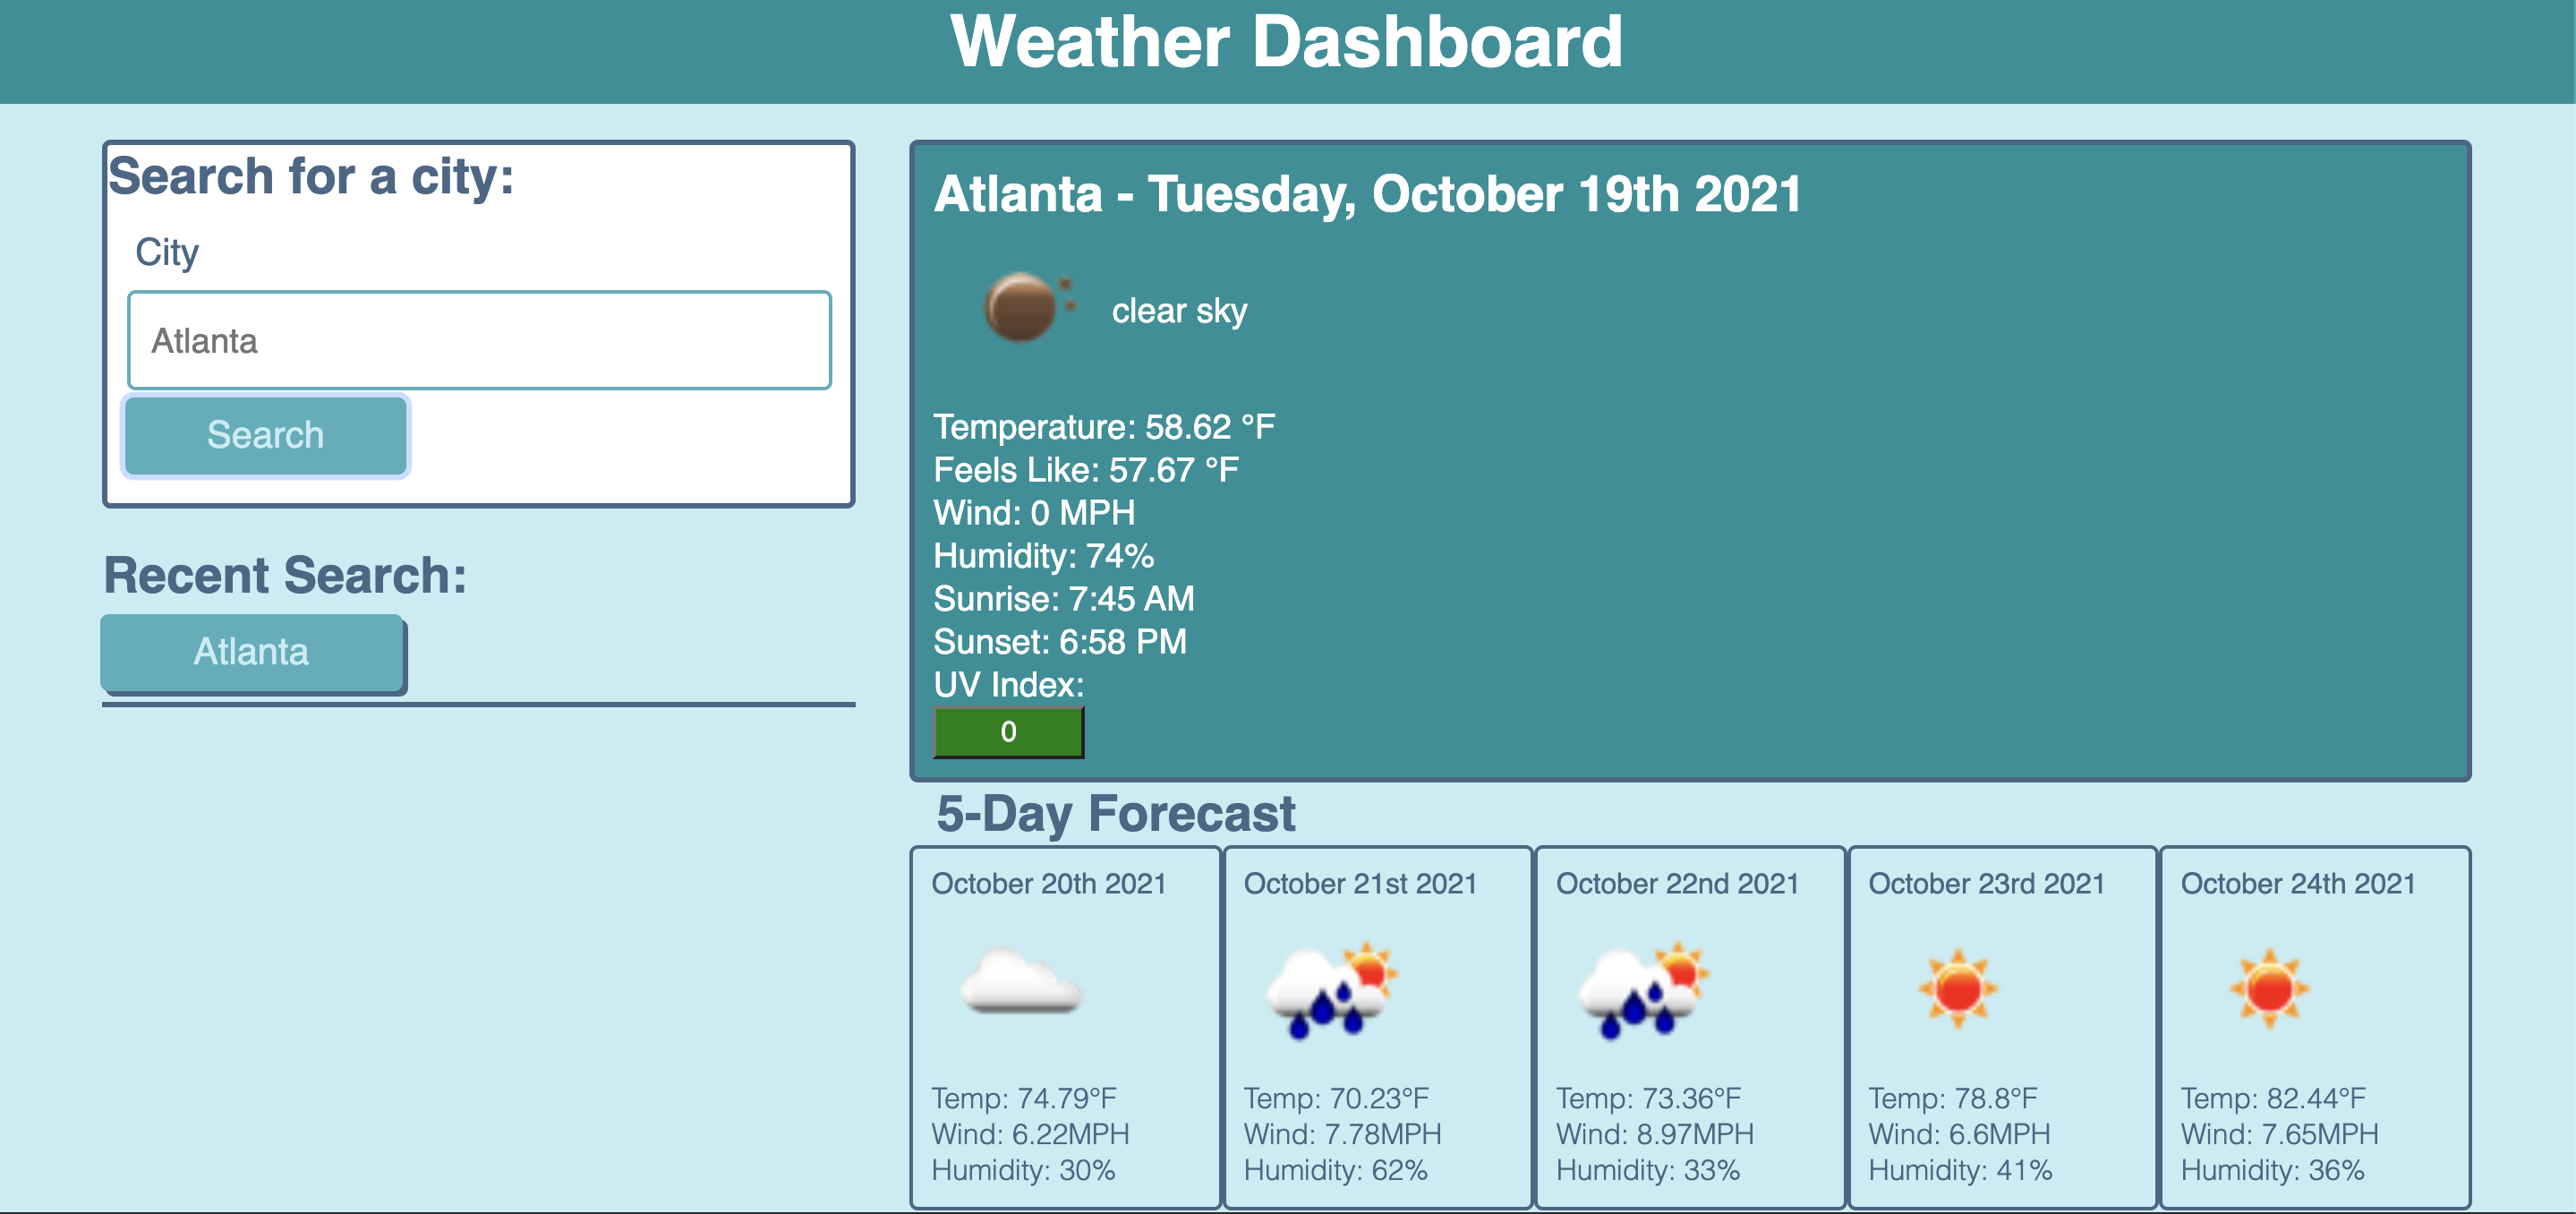 Weather Dashboard
Search for a city:
City
Atlanta
Search
Recent Search:
Atlanta
Atlanta - Tuesday, October 19th 2021
clear sky
Temperature: 58.62 °F
Feels Like: 57.67 °F
Wind: 0 MPH
Humidity: 74%
Sunrise: 7:45 AM
Sunset: 6:58 PM
UV Index:
0
5-Day Forecast
October 20th 2021
Temp: 74.79°F
Wind: 6.22MPH
Humidity: 30%
October 21st 2021
Temp: 70.23°F
Wind: 7.78MPH
Humidity: 62%
October 22nd 2021
Temp: 73.36°F
Wind: 8.97MPH
Humidity: 33%
October 23rd 2021
Temp: 78.8°F
Wind: 6.6MPH
Humidity: 41%
October 24th 2021
Temp: 82.44°F
Wind: 7.65MPH
Humidity: 36%